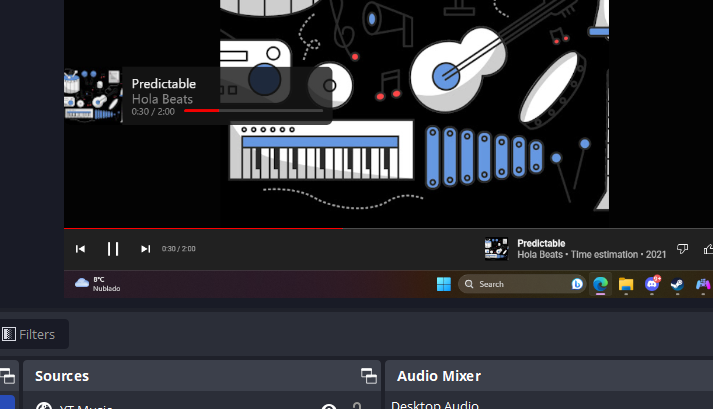 Predictable
Hola Beats
0:30 / 2:00
0:30 / 2:00
Predictable
Hola Beats • Time estimation • 2021
8°C
Nublado
Search
Filters
Sources
Audio Mixer
YT Music
Desktop Audio